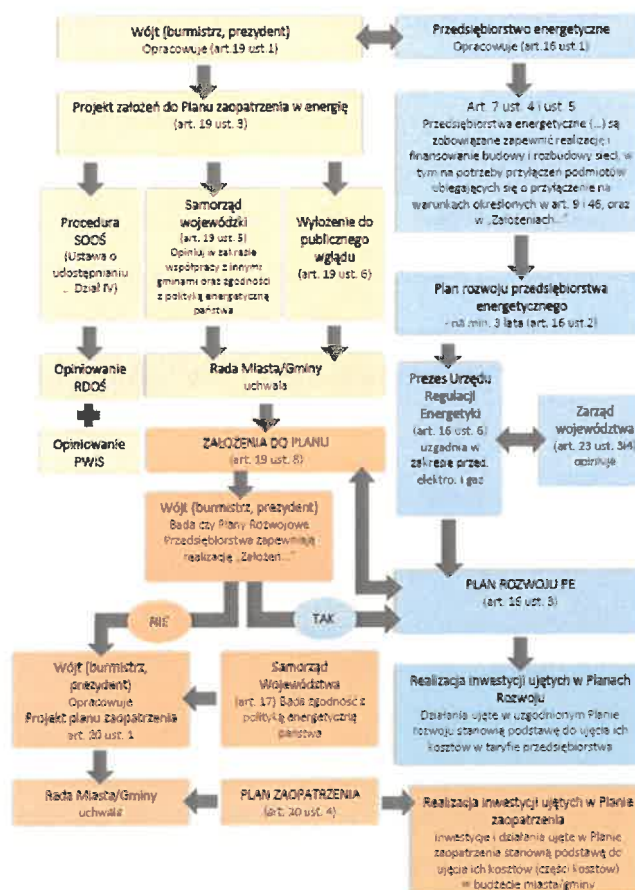 Wójt (burmistrz, prezydent)
Opracowuje (art.19 ust.1)
Przedsiębiorstwo energetyczne
Opracowuje (art.16 ust.1)
Projekt założeń do Planu zaopatrzenia w energię
(art. 19 ust. 3)
Art. 7 ust. 4 i ust. 5
Przedsiębiorstwa energetyczne (...) są
zobowiązane zapewnić realizację i
finansowanie budowy i rozbudowy sieci, w
tym na potrzeby przyłączeń podmiotów
ubiegających się o przyłączenie na
warunkach określonych w art. 9 i 46, oraz
w „Założeniach...”
Procedura
SOOŚ
(Ustawa o
udostępnianiu
... Dział IV)
Samorząd
wojewódzki
(art. 19 ust. 5)
Opiniuj w zakresie
współpracy z innymi
gminami oraz zgodności
z polityką energetyczną
państwa
Wyłożenie do
publicznego
wglądu
(art. 19 ust. 6)
Plan rozwoju przedsiębiorstwa
energetycznego
- na min. 3 lata (art. 16 ust.2)
Opiniowanie
RDOŚ
Opiniowanie
PWIS
Rada Miasta/Gminy
uchwala
ZAŁOŻENIA DO PLANU
(art. 19 ust. 8)
Prezes Urzędu
Regulacji
Energetyki
(art. 16 ust. 6)
uzgadnia w
zakresie przed.
elektro. i gaz
Zarząd
województwa
(art. 23 ust. 3i4)
opiniuje
Wójt (burmistrz, prezydent)
Bada czy Plany Rozwojowe
Przedsiębiorstwa zapewniają
realizację „Założeń...”
PLAN ROZWOJU PE
(art. 16 ust. 3)
NIE
TAK
Wójt (burmistrz,
prezydent)
Opracowuje
Projekt planu zaopatrzenia
art. 20 ust. 1
Samorząd
Województwa
(art. 17) Bada zgodność z
polityką energetyczną
państwa
Realizacja inwestycji ujętych w Planach
Rozwoju
Działania ujęte w uzgodnionym Planie
rozwoju stanowią podstawę do ujęcia ich
kosztów w taryfie przedsiębiorstwa
Rada Miasta/Gminy
uchwala
PLAN ZAOPATRZENIA
(art. 20 ust. 4)
Realizacja inwestycji ujętych w Planie
zaopatrzenia
Inwestycje i działania ujęte w Planie
zaopatrzenia stanowią podstawę do
ujęcia ich kosztów (części kosztów)
w budżecie miasta/gminy